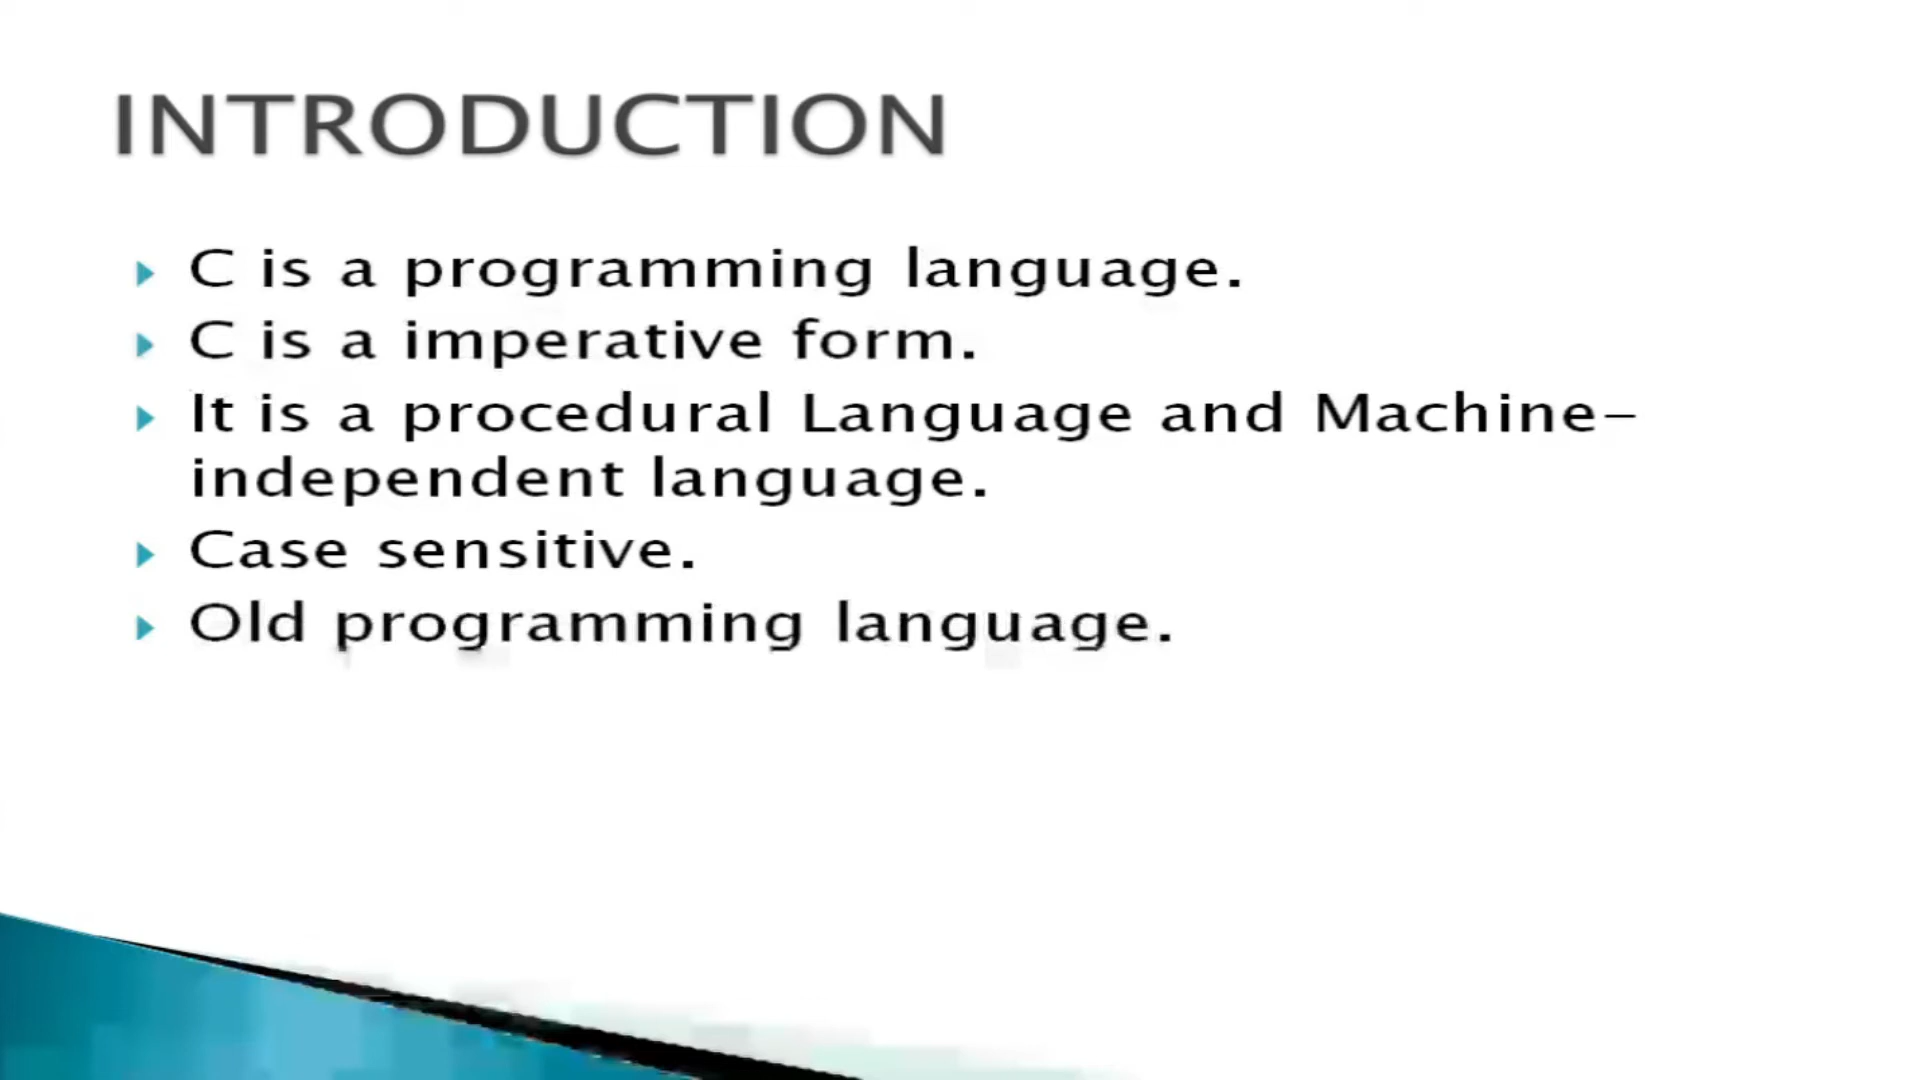 INTRODUCTION
C is a programming language.
C is a imperative form.
It is a procedural Language and Machine-
independent language.
Case sensitive.
Old programming language.